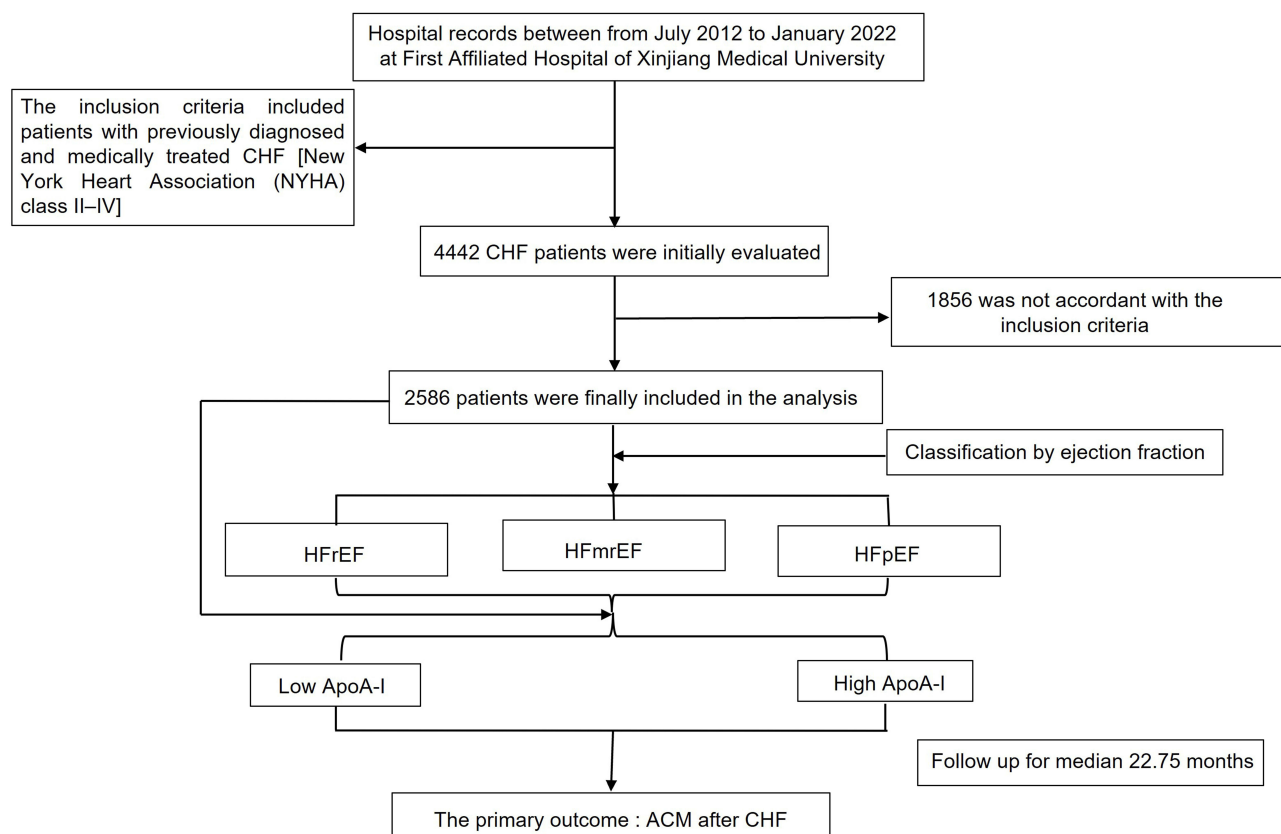 Hospital records between from July 2012 to January 2022
at First Affiliated Hospital of Xinjiang Medical University
The inclusion criteria included
patients with previously diagnosed
and medically treated CHF [New
York Heart Association (NYHA)
class II–IV]
4442 CHF patients were initially evaluated
1856 was not accordant with the
inclusion criteria
2586 patients were finally included in the analysis
Classification by ejection fraction
HFrEF
HFmrEF
HFpEF
Low ApoA-I
High ApoA-I
Follow up for median 22.75 months
The primary outcome : ACM after CHF